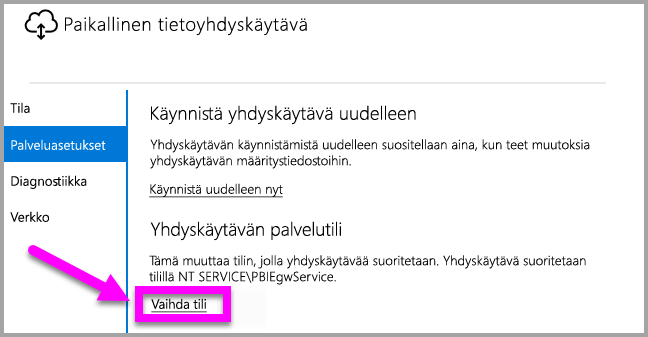 Paikallinen tietoyhdyskäytävä
Tila
Palveluasetukset
Diagnostiikka
Verkko
Käynnistä yhdyskäytävä uudelleen
Yhdyskäytävän käynnistämistä uudelleen suositellaan aina, kun teet muutoksia
yhdyskäytävän määritystiedostoihin.
Käynnistä uudelleen nyt
Yhdyskäytävän palvelutili
Tämä muuttaa tilin, jolla yhdyskäytävää suoritetaan. Yhdyskäytävä suoritetaan
tilillä NT SERVICE\PBIEgwService.
Vaihda tili